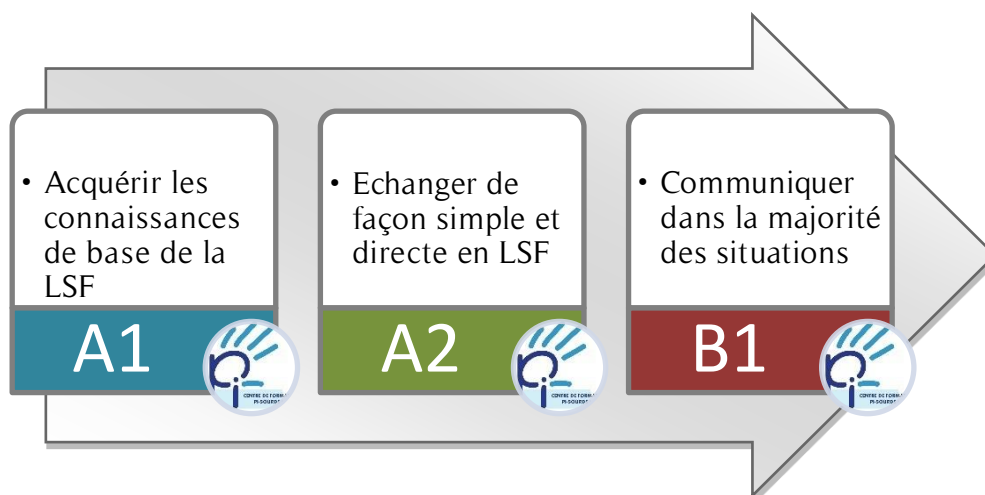 • Acquérir les
connaissances
de base de la
LSF
A1
• Echanger de
façon simple et
directe en LSF
A2
• Communiquer
dans la majorité
des situations
B1